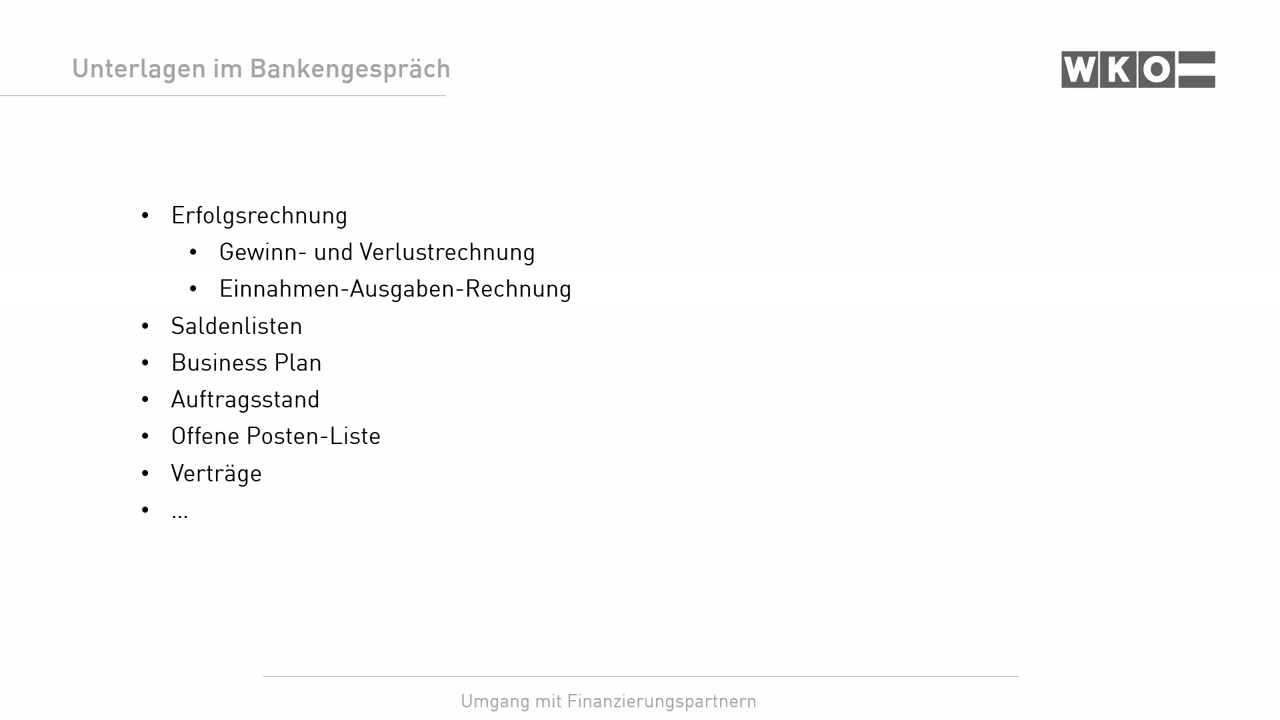 Unterlagen im Bankengespräch
WKO
• Erfolgsrechnung
• Gewinn- und Verlustrechnung
• Einnahmen-Ausgaben-Rechnung
• Saldenlisten
• Business Plan
• Auftragsstand
• Offene Posten-Liste
• Verträge
• ...
Umgang mit Finanzierungspartnern